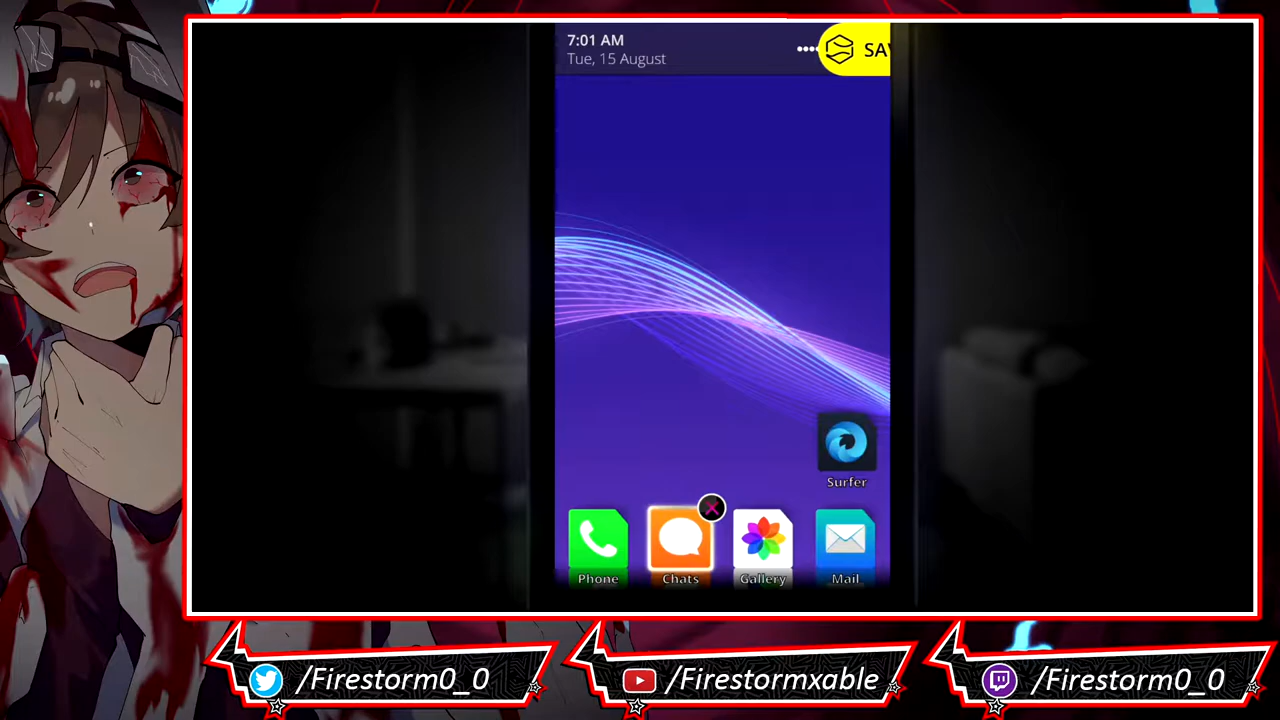 7:01 AM
Tue, 15 August
SAV
Surfer
Phone
Chats
Gallery
Mail
/Firestorm0_0
/Firestormxable
/Firestorm0_0